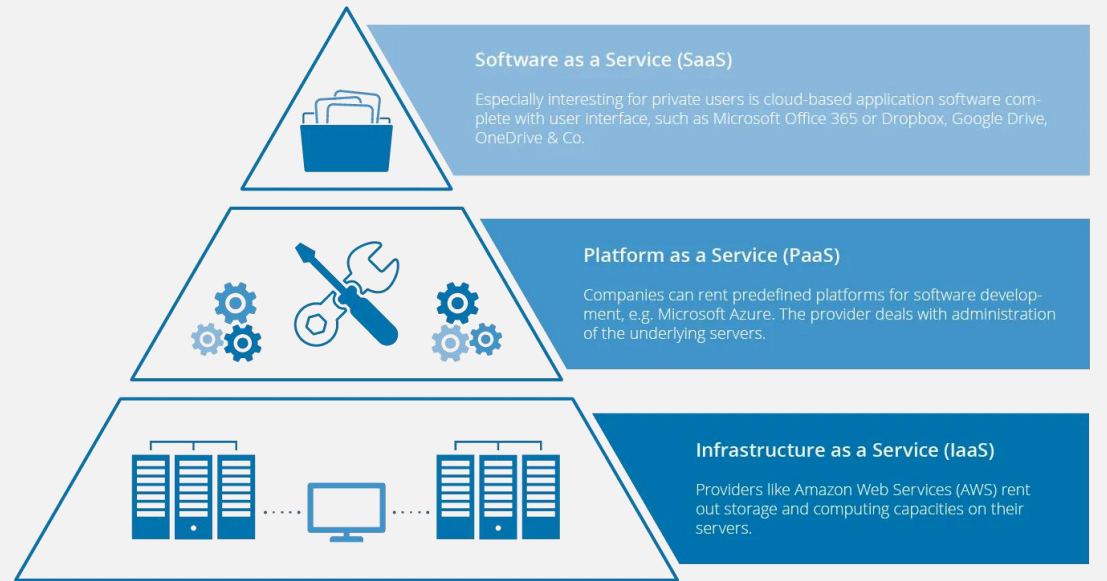 Software as a Service (SaaS)
Especially interesting for private users is cloud-based application software com-
plete with user interface, such as Microsoft Office 365 or Dropbox, Google Drive,
OneDrive & Co.
Platform as a Service (PaaS)
Companies can rent predefined platforms for software develop-
ment, e.g. Microsoft Azure. The provider deals with administration
of the underlying servers.
Infrastructure as a Service (IaaS)
Providers like Amazon Web Services (AWS) rent
out storage and computing capacities on their
servers.